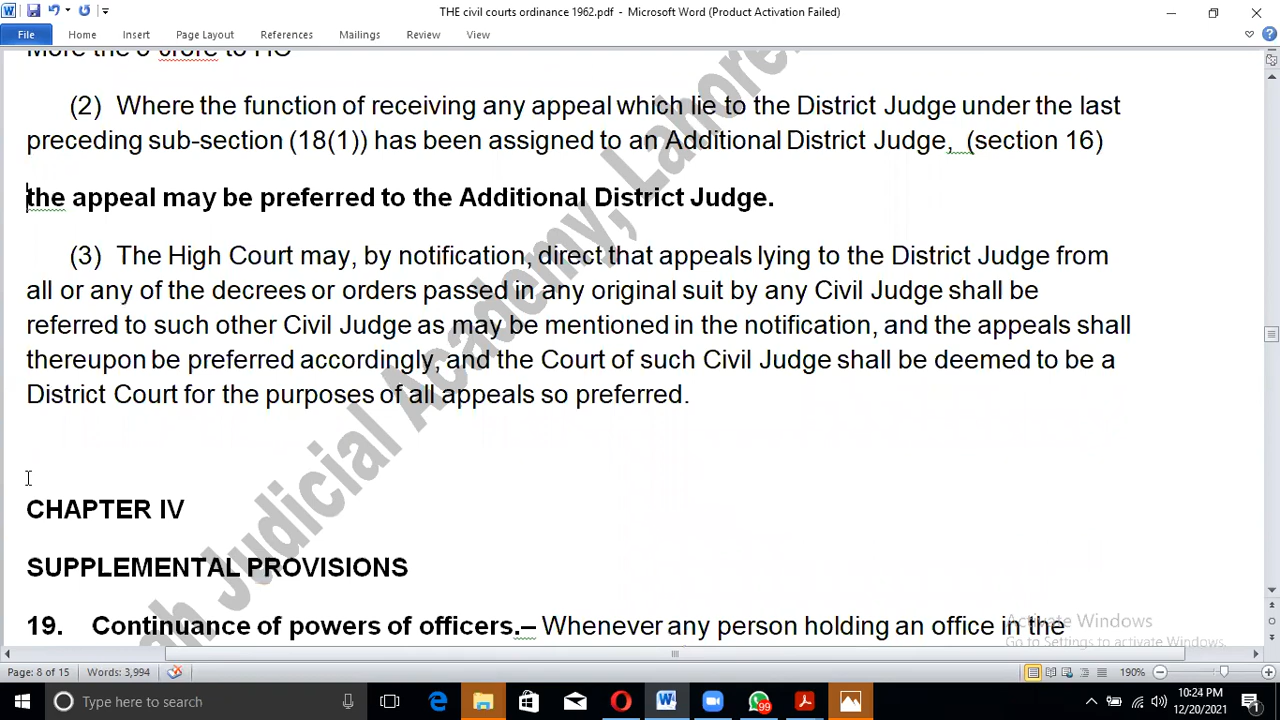 THE civil courts ordinance 1962.pdf - Microsoft Word (Product Activation Failed)
File Home Insert Page Layout References Mailings Review View
(2) Where the function of receiving any appeal which lie to the District Judge under the last
preceding sub-section (18(1)) has been assigned to an Additional District Judge, (section 16)
the appeal may be preferred to the Additional District Judge.
(3) The High Court may, by notification, direct that appeals lying to the District Judge from
all or any of the decrees or orders passed in any original suit by any Civil Judge shall be
referred to such other Civil Judge as may be mentioned in the notification, and the appeals shall
thereupon be preferred accordingly, and the Court of such Civil Judge shall be deemed to be a
District Court for the purposes of all appeals so preferred.
Judicial Academy, Lahore
CHAPTER IV
SUPPLEMENTAL PROVISIONS
19. Continuance of powers of officers.– Whenever any person holding an office in the
Activate Windows
Go to Settings to activate Windows.
Page: 8 of 15 Words: 3,994 190%
Type here to search
99
10:24 PM
12/20/2021
1